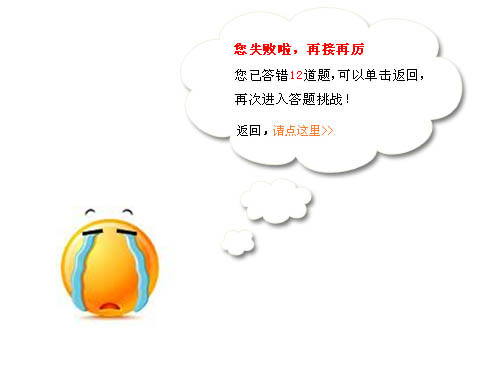 您失败啦，再接再厉
您已答错12道题，可以单击返回，
再次进入答题挑战！
返回，请点这里>>